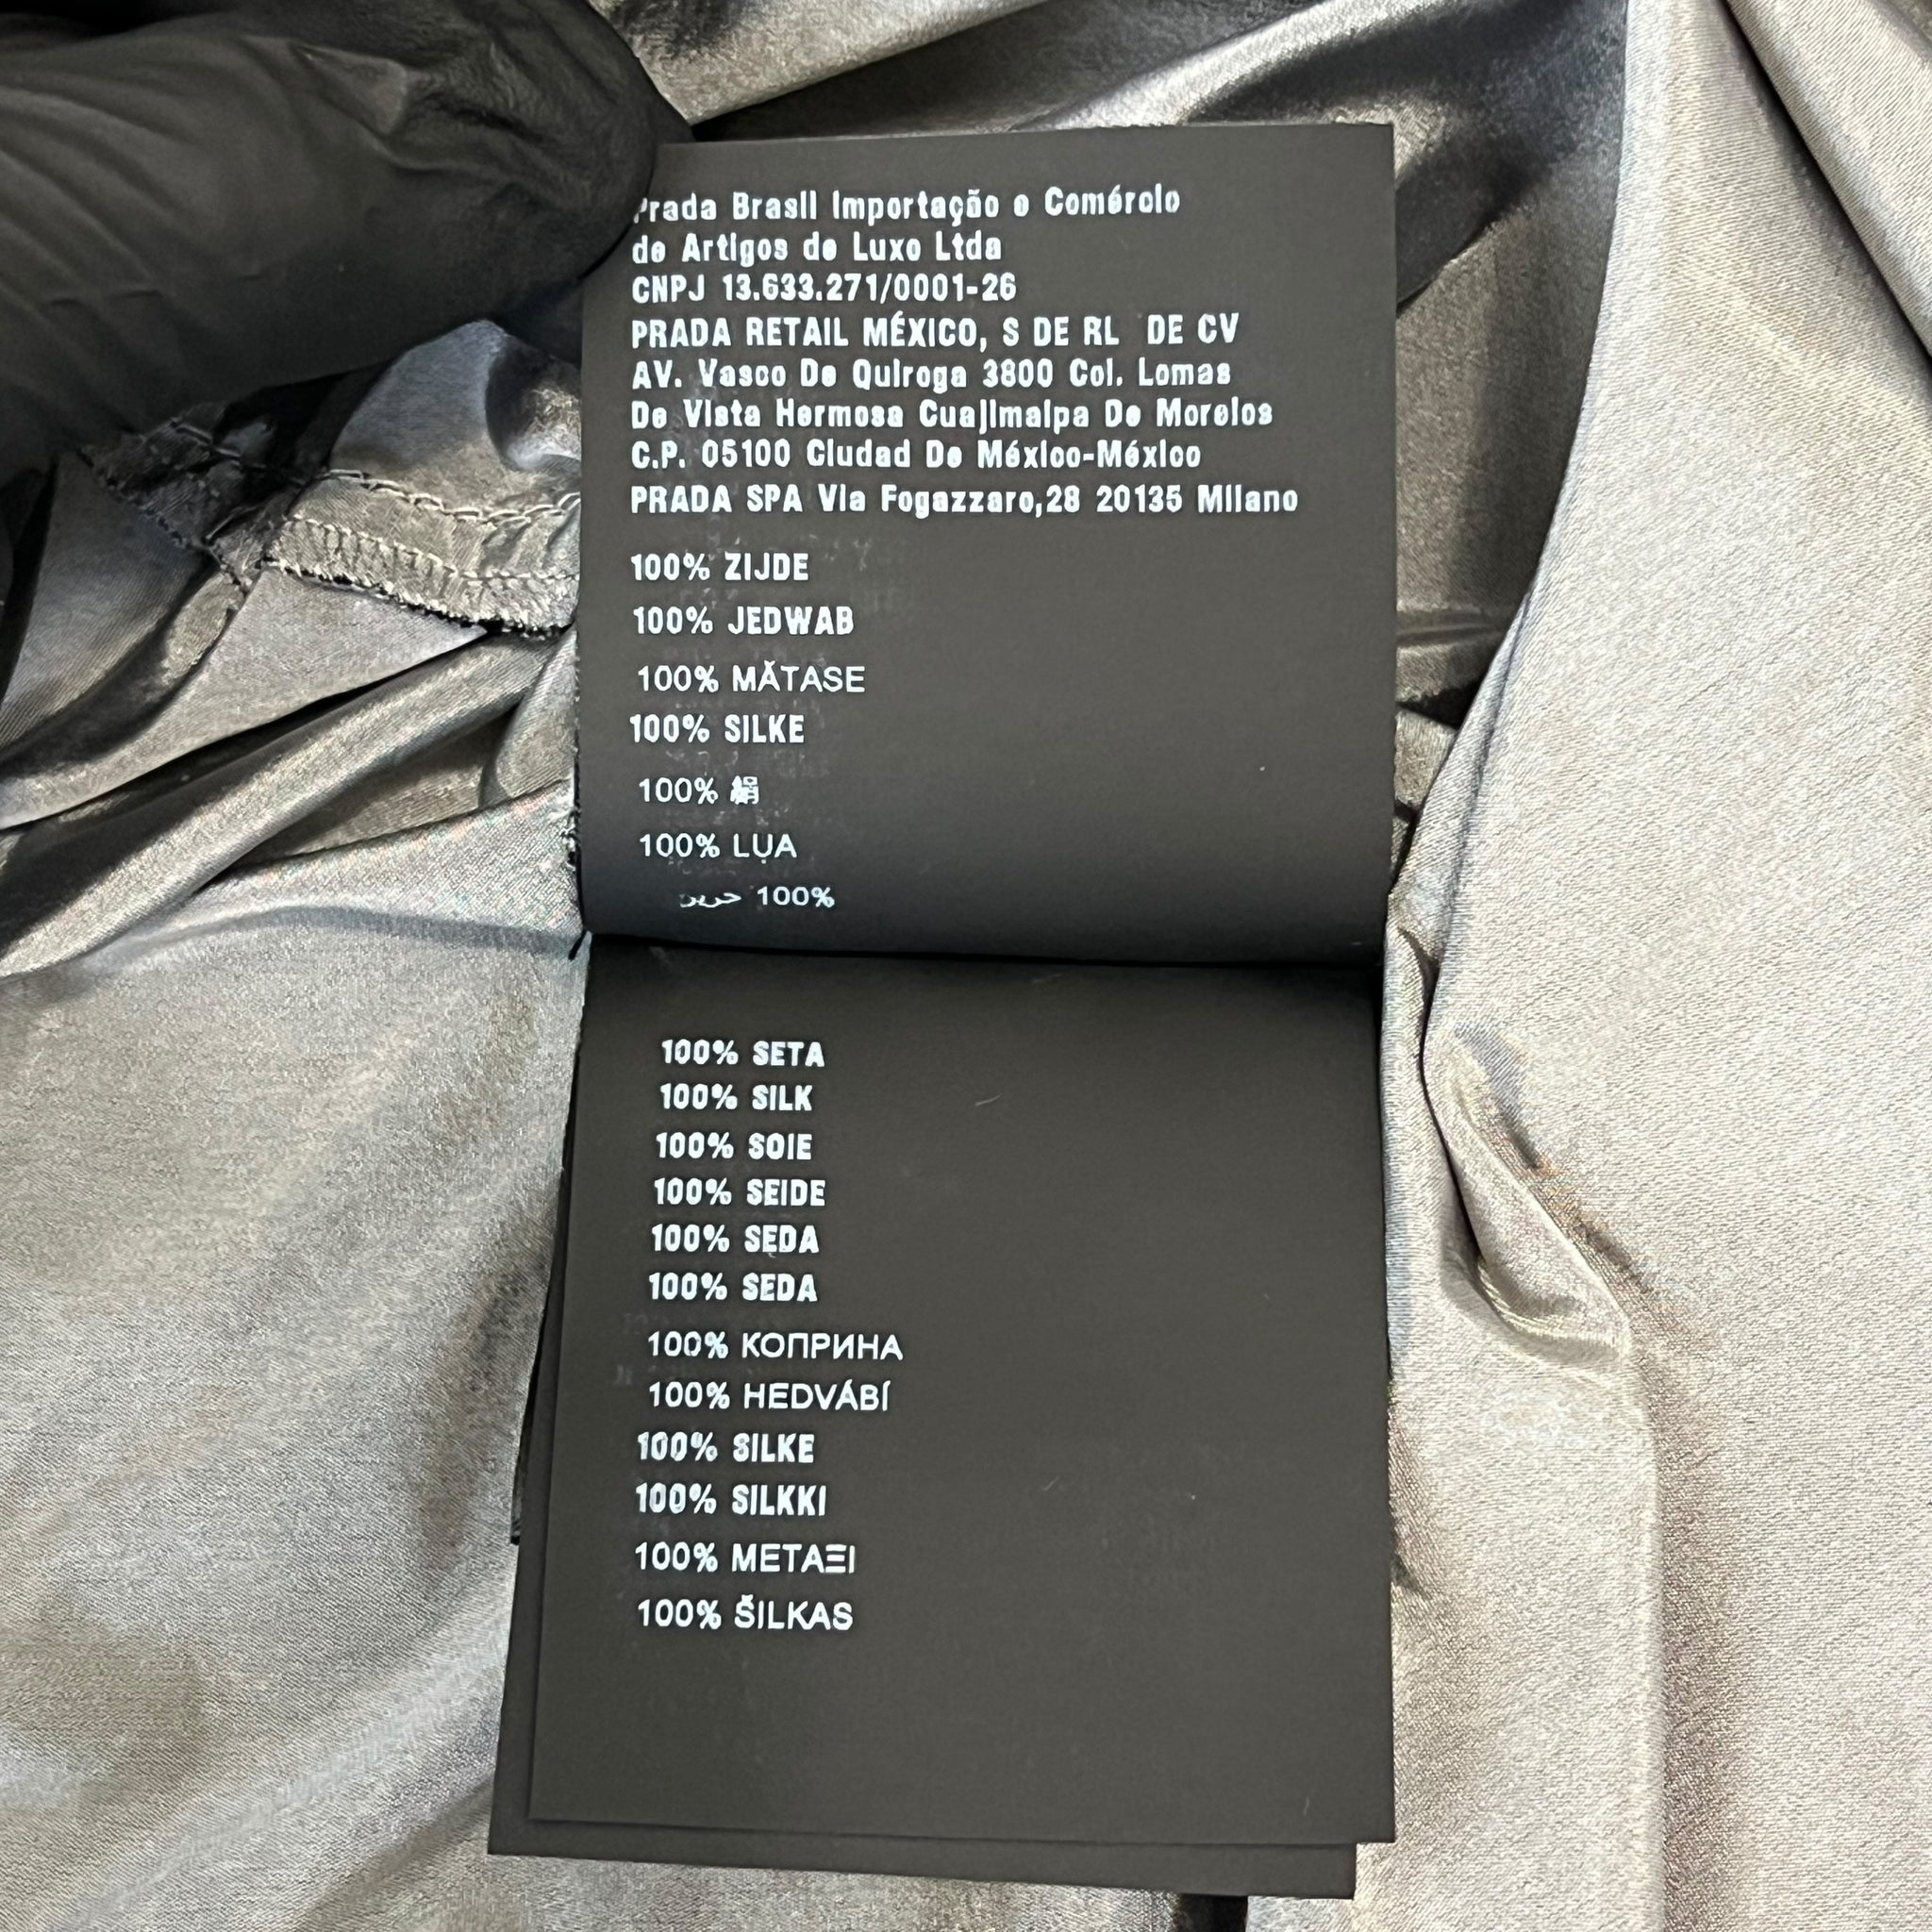 Prada Brasil Importação e Comércio
de Artigos de Luxo Ltda
CNPJ 13.633.271/0001-26
PRADA RETAIL MÉXICO, S DE RL DE CV
AV. Vasco De Quiroga 3800 Col. Lomas
De Vista Hermosa Cuajimalpa De Morelos
C.P. 05100 Ciudad De México-México
PRADA SPA Via Fogazzaro,28 20135 Milano
100% ZIJDE
100% JEDWAB
100% MĂTASE
100% SILKE
100% 絹
100% LỤA
100% حرير
100% SETA
100% SILK
100% SOIE
100% SEIDE
100% SEDA
100% SEDA
100% КОПРИНА
100% HEDVÁBÍ
100% SILKE
100% SILKKI
100% ΜΕΤΑΞΙ
100% ŠILKAS